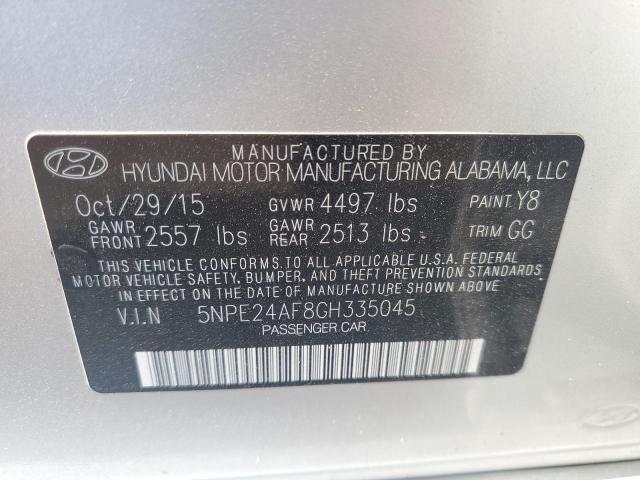 MANUFACTURED BY
HYUNDAI MOTOR MANUFACTURING ALABAMA, LLC
Oct/29/15 GVWR 4497 lbs PAINT Y8
GAWR FRONT 2557 lbs GAWR REAR 2513 lbs TRIM GG
THIS VEHICLE CONFORMS TO ALL APPLICABLE U.S.A. FEDERAL
MOTOR VEHICLE SAFETY, BUMPER, AND THEFT PREVENTION
STANDARDS IN EFFECT ON THE DATE OF MANUFACTURE SHOWN ABOVE
V.I.N 5NPE24AF8GH335045
PASSENGER CAR